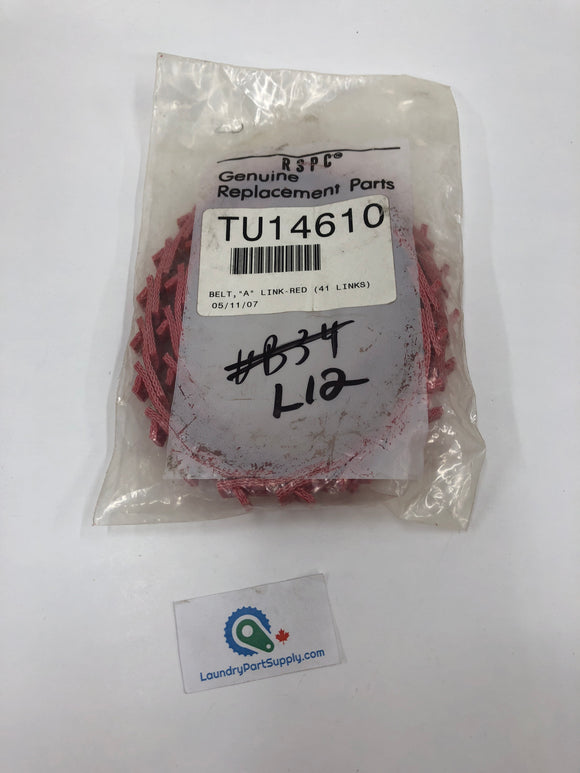 RSPC®
Genuine
Replacement Parts
TU14610
BELT,"A" LINK-RED (41 LINKS)
05/11/07
#B34
L12
LaundryPartSupply.com